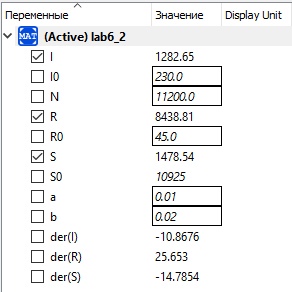 Переменные Значение Display Unit
MAT (Active) lab6_2
I 1282.65
I0 230.0
N 11200.0
R 8438.81
R0 45.0
S 1478.54
S0 10925
a 0.01
b 0.02
der(I) -10.8676
der(R) 25.653
der(S) -14.7854